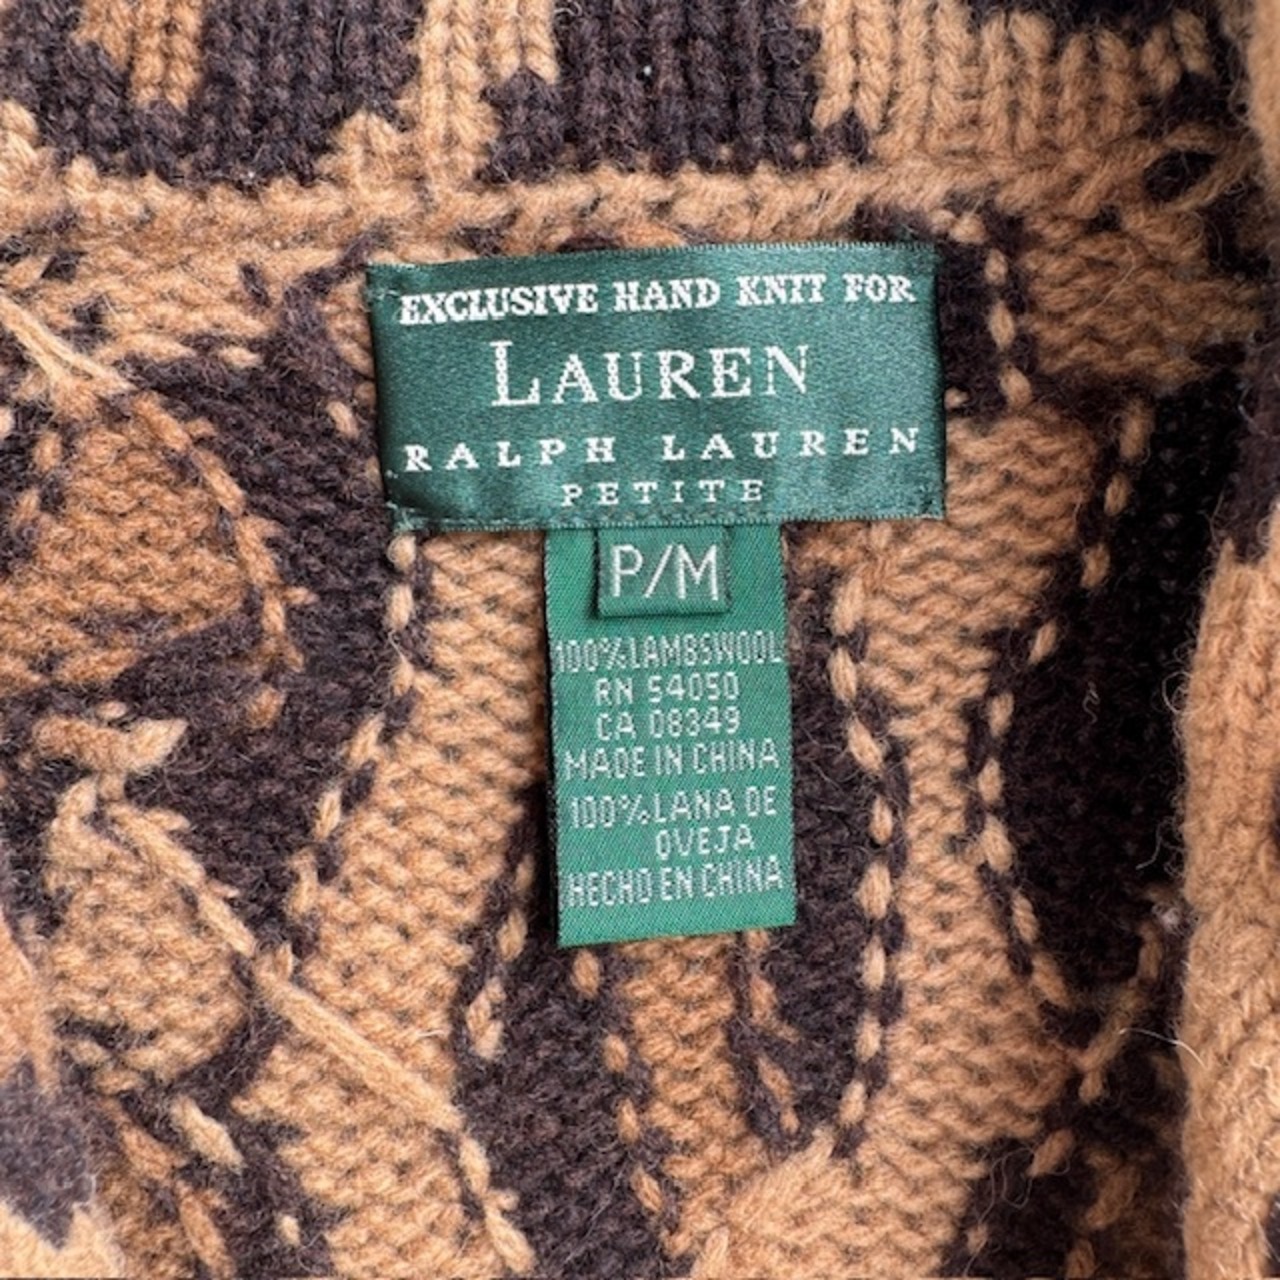 EXCLUSIVE HAND KNIT FOR
LAUREN
RALPH LAUREN
PETITE
P/M
100%LAMBSWOOL
RN 54050
CA 08349
MADE IN CHINA
100%LANA DE
OVEJA
HECHO EN CHINA